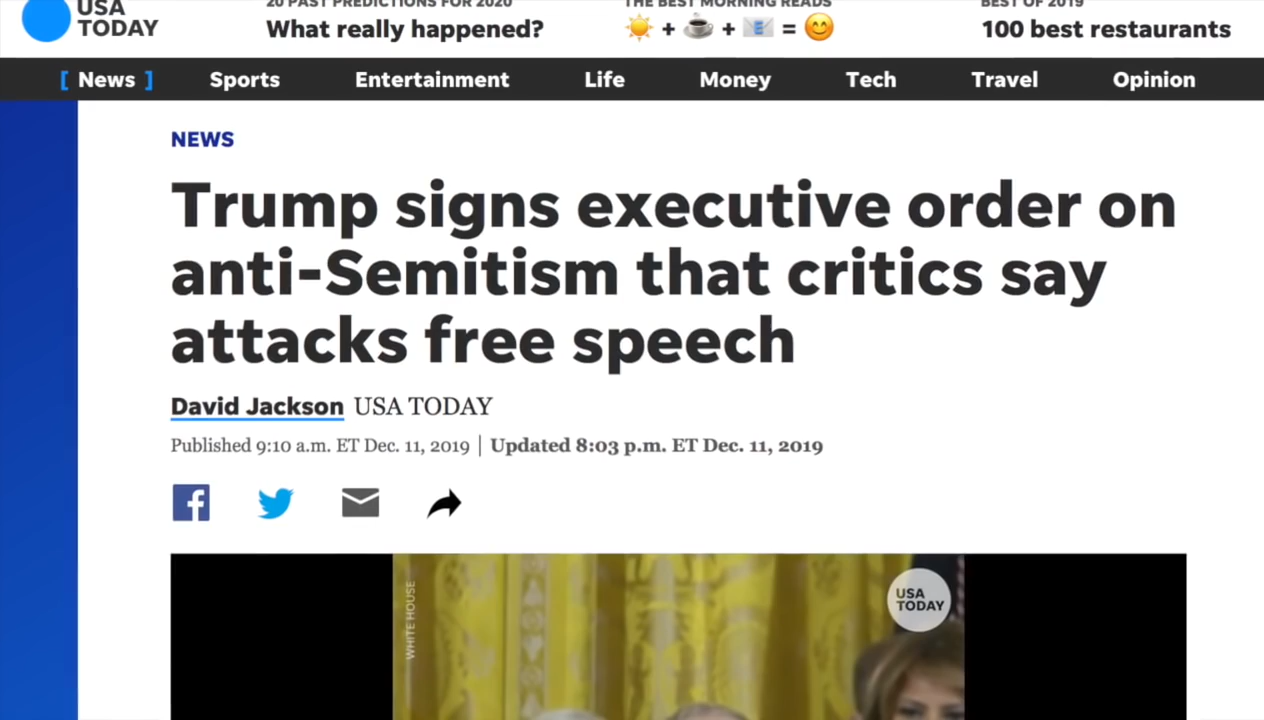 USA
TODAY
20 PAST PREDICTIONS FOR 2020
What really happened?
THE BEST MORNING READS
+ + =
BEST OF 2019
100 best restaurants
[ News ] Sports Entertainment Life Money Tech Travel Opinion
NEWS
Trump signs executive order on
anti-Semitism that critics say
attacks free speech
David Jackson USA TODAY
Published 9:10 a.m. ET Dec. 11, 2019 | Updated 8:03 p.m. ET Dec. 11, 2019
WHITE HOUSE
USA
TODAY